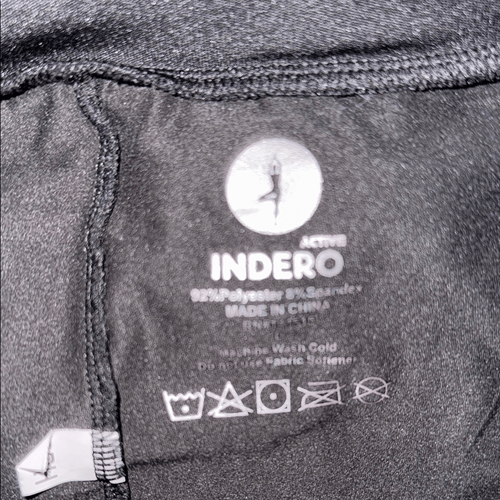 ACTIVE
INDERO
92%Polyester 8%Spandex
MADE IN CHINA
Machine Wash Cold
Do not Use Fabric Softener